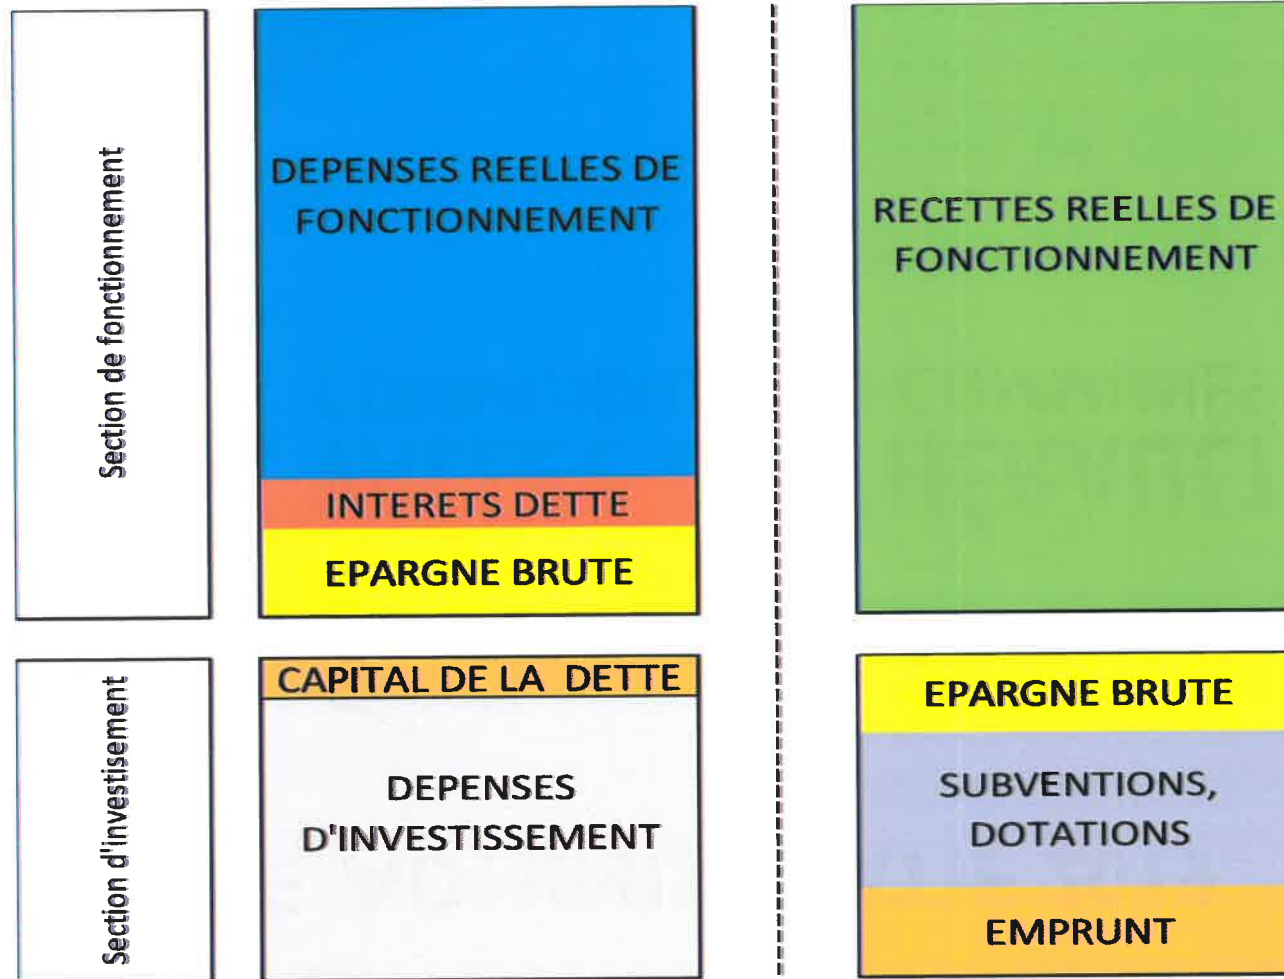 Section de fonctionnement
DEPENSES REELLES DE
FONCTIONNEMENT
INTERETS DETTE
EPARGNE BRUTE
RECETTES REELLES DE
FONCTIONNEMENT
Section d'investisement
CAPITAL DE LA DETTE
DEPENSES
D'INVESTISSEMENT
EPARGNE BRUTE
SUBVENTIONS,
DOTATIONS
EMPRUNT